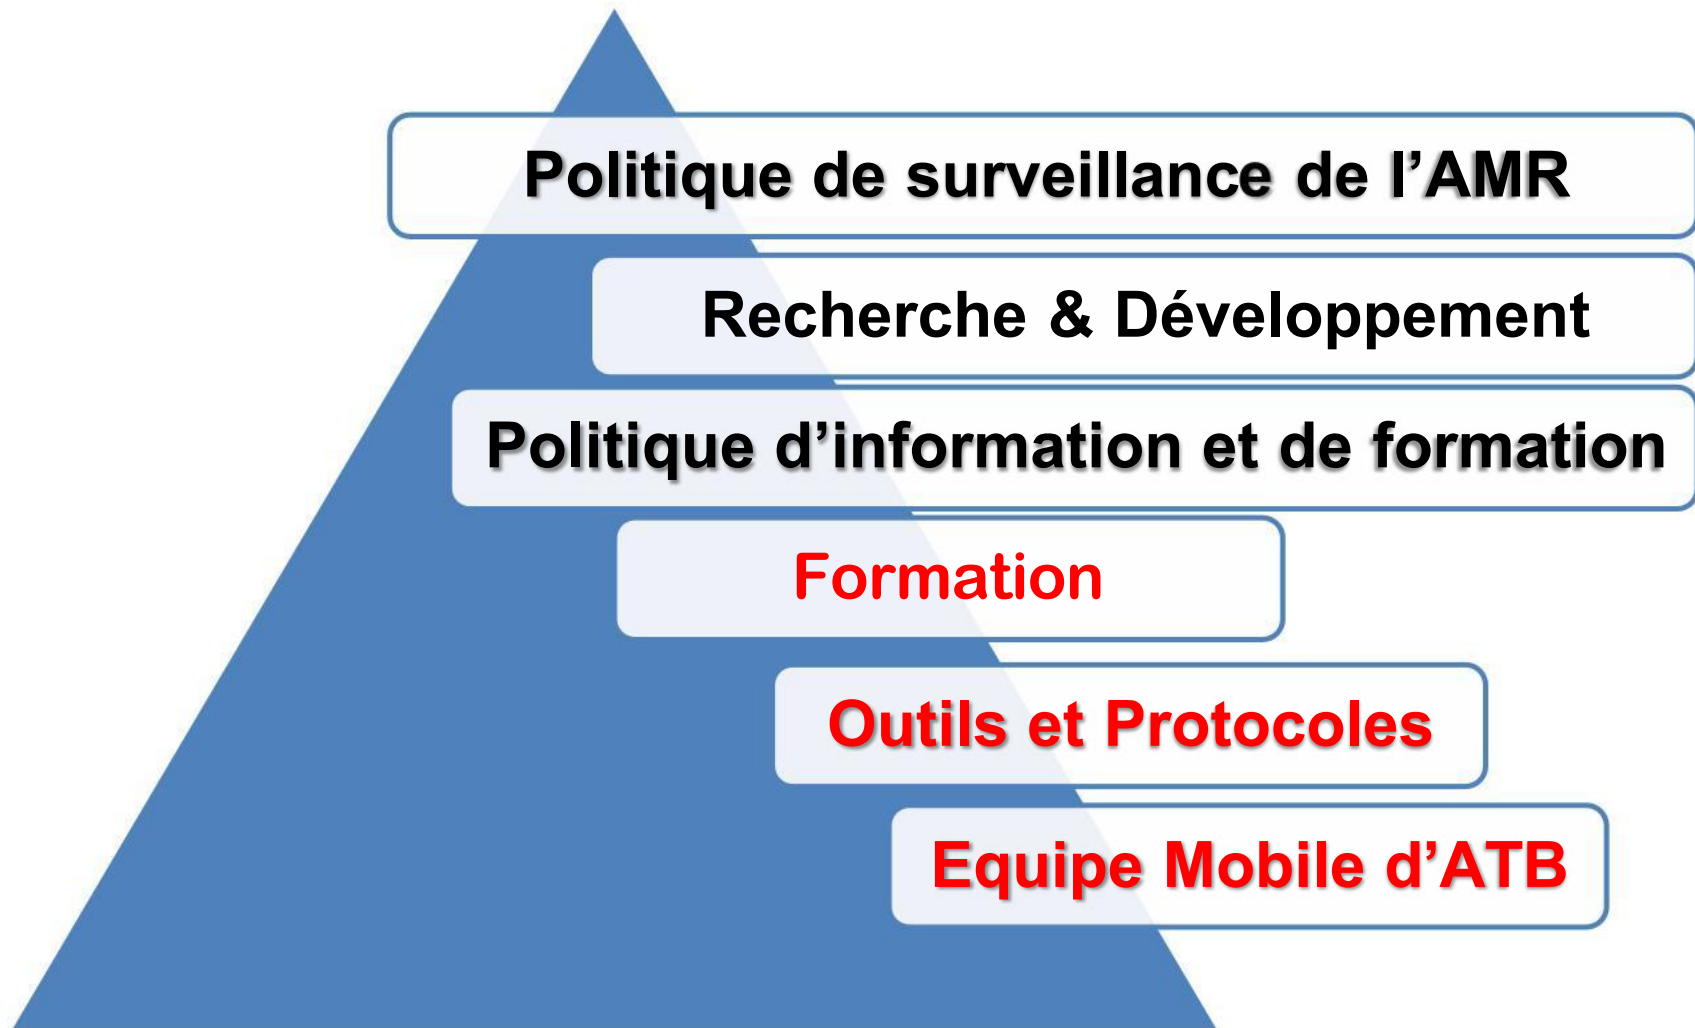 Politique de surveillance de l’AMR
Recherche & Développement
Politique d’information et de formation
Formation
Outils et Protocoles
Equipe Mobile d’ATB